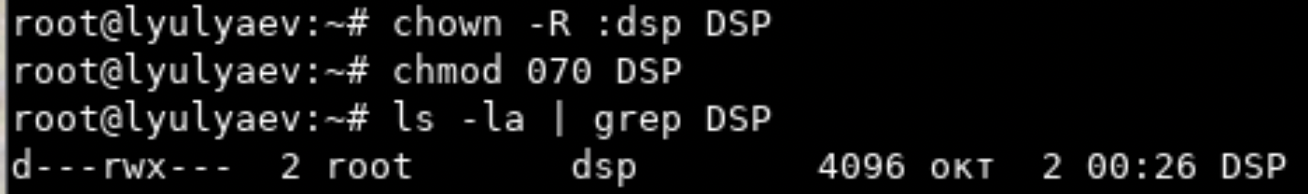 root@lyulyaev:~# chown -R :dsp DSP
root@lyulyaev:~# chmod 070 DSP
root@lyulyaev:~# ls -la | grep DSP
d---rwx---  2 root       dsp         4096 окт  2 00:26 DSP